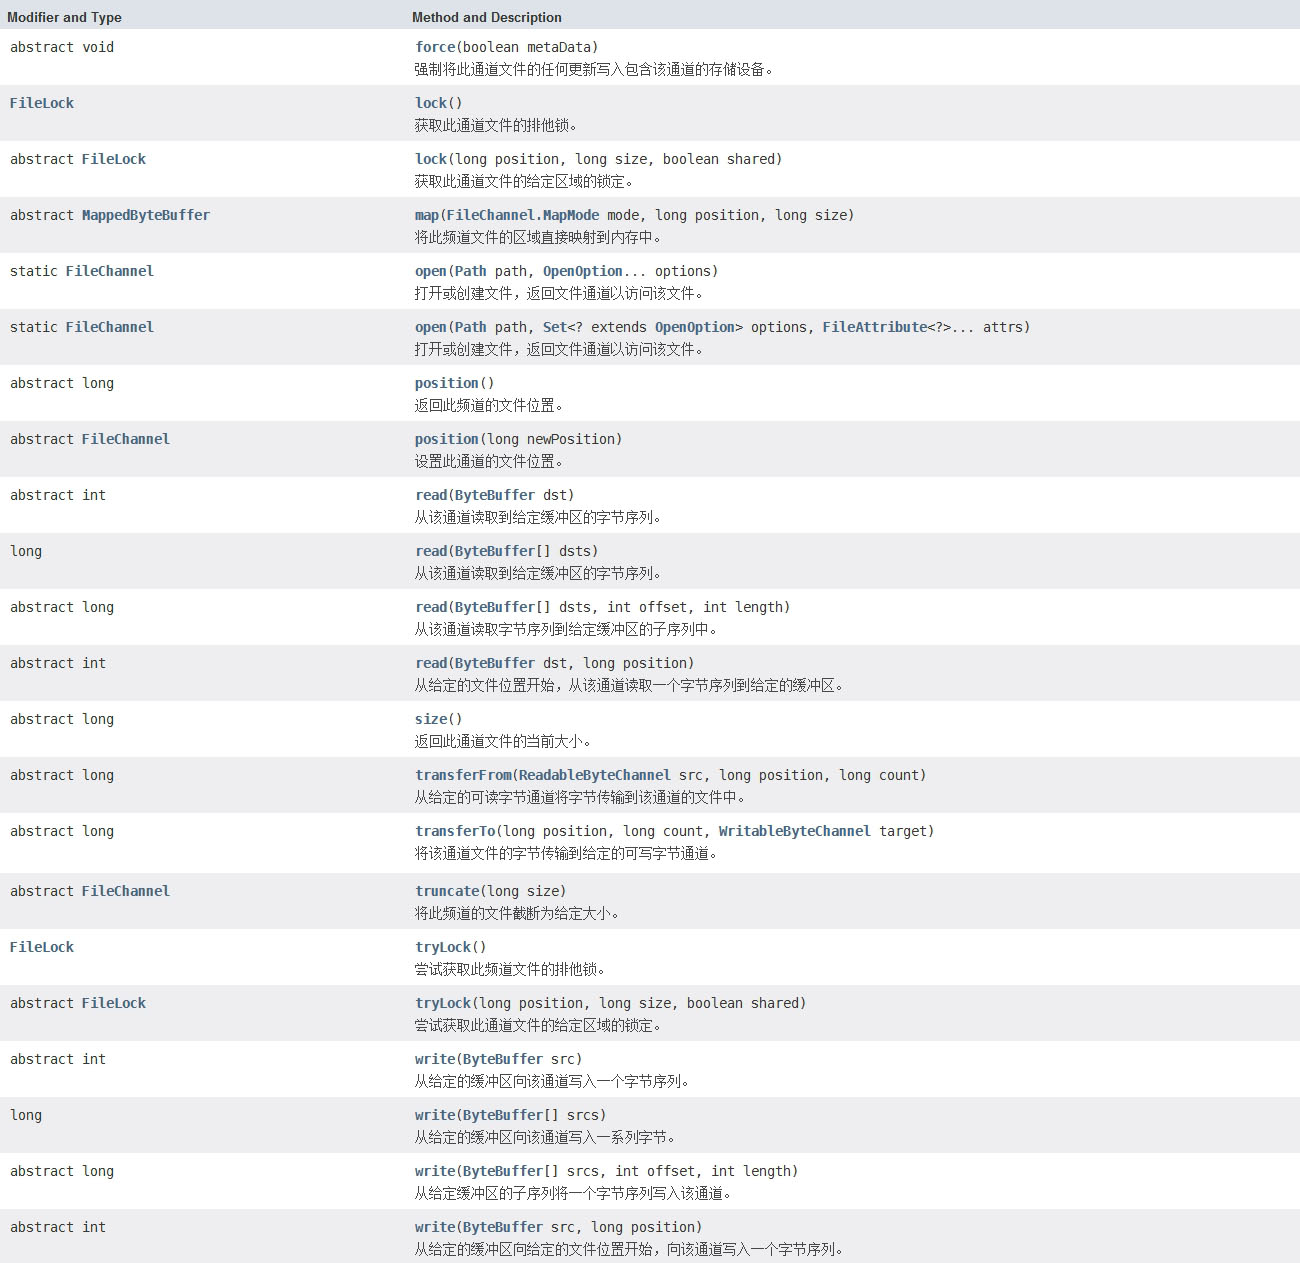 Modifier and Type Method and Description
abstract void force(boolean metaData)
强制将此通道文件的任何更新写入包含该通道的存储设备。
FileLock lock()
获取此通道文件的排他锁。
abstract FileLock lock(long position, long size, boolean shared)
获取此通道文件的给定区域的锁定。
abstract MappedByteBuffer map(FileChannel.MapMode mode, long position, long size)
将此频道文件的区域直接映射到内存中。
static FileChannel open(Path path, OpenOption... options)
打开或创建文件，返回文件通道以访问该文件。
static FileChannel open(Path path, Set<? extends OpenOption> options, FileAttribute<?>... attrs)
打开或创建文件，返回文件通道以访问该文件。
abstract long position()
返回此频道的文件位置。
abstract FileChannel position(long newPosition)
设置此通道的文件位置。
abstract int read(ByteBuffer dst)
从该通道读取到给定缓冲区的字节序列。
long read(ByteBuffer[] dsts)
从该通道读取到给定缓冲区的字节序列。
abstract long read(ByteBuffer[] dsts, int offset, int length)
从该通道读取字节序列到给定缓冲区的子序列中。
abstract int read(ByteBuffer dst, long position)
从给定的文件位置开始，从该通道读取一个字节序列到给定的缓冲区。
abstract long size()
返回此通道文件的当前大小。
abstract long transferFrom(ReadableByteChannel src, long position, long count)
从给定的可读字节通道将字节传输到该通道的文件中。
abstract long transferTo(long position, long count, WritableByteChannel target)
将该通道文件的字节传输到给定的可写字节通道。
abstract FileChannel truncate(long size)
将此频道的文件截断为给定大小。
FileLock tryLock()
尝试获取此频道文件的排他锁。
abstract FileLock tryLock(long position, long size, boolean shared)
尝试获取此通道文件的给定区域的锁定。
abstract int write(ByteBuffer src)
从给定的缓冲区向该通道写入一个字节序列。
long write(ByteBuffer[] srcs)
从给定的缓冲区向该通道写入一系列字节。
abstract long write(ByteBuffer[] srcs, int offset, int length)
从给定缓冲区的子序列将一个字节序列写入该通道。
abstract int write(ByteBuffer src, long position)
从给定的缓冲区向给定的文件位置开始，向该通道写入一个字节序列。